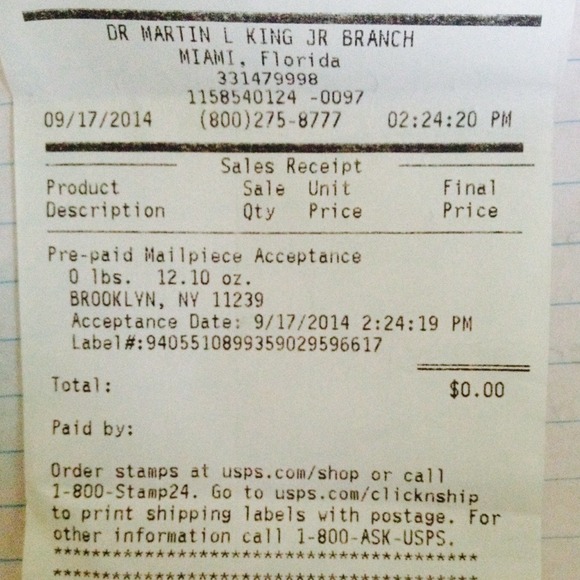 DR MARTIN L KING JR BRANCH
MIAMI, Florida
331479998
1158540124 -0097
09/17/2014 (800)275-8777 02:24:20 PM
Sales Receipt
Product Sale Unit Final
Description Qty Price Price
Pre-paid Mailpiece Acceptance
0 lbs. 12.10 oz.
BROOKLYN, NY 11239
Acceptance Date: 9/17/2014 2:24:19 PM
Label#:9405510899359029596617
Total: $0.00
Paid by:
Order stamps at usps.com/shop or call
1-800-Stamp24. Go to usps.com/clicknship
to print shipping labels with postage. For
other information call 1-800-ASK-USPS.
****************************************
****************************************